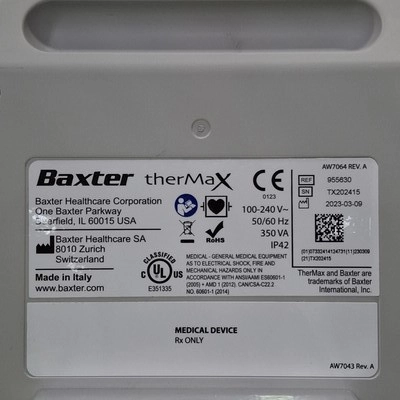 AW7064 REV. A
Baxter therMax
CE
0123
REF 955630
SN TX202415
2023-03-09
Baxter Healthcare Corporation
One Baxter Parkway
Deerfield, IL 60015 USA
100-240 V~
50/60 Hz
350 VA
IP42
RoHS
Baxter Healthcare SA
8010 Zurich
Switzerland
Made in Italy
www.baxter.com
CLASSIFIED
UL
C US
E351335
MEDICAL - GENERAL MEDICAL EQUIPMENT
AS TO ELECTRICAL SHOCK, FIRE AND
MECHANICAL HAZARDS ONLY IN
ACCORDANCE WITH ANSI/AAMI ES60601-1
(2005) + AMD 1 (2012), CAN/CSA-C22.2
NO. 60601-1 (2014)
(21)TX202415
TherMax and Baxter are
trademarks of Baxter
International, Inc.
MEDICAL DEVICE
Rx ONLY
AW7043 REV. A